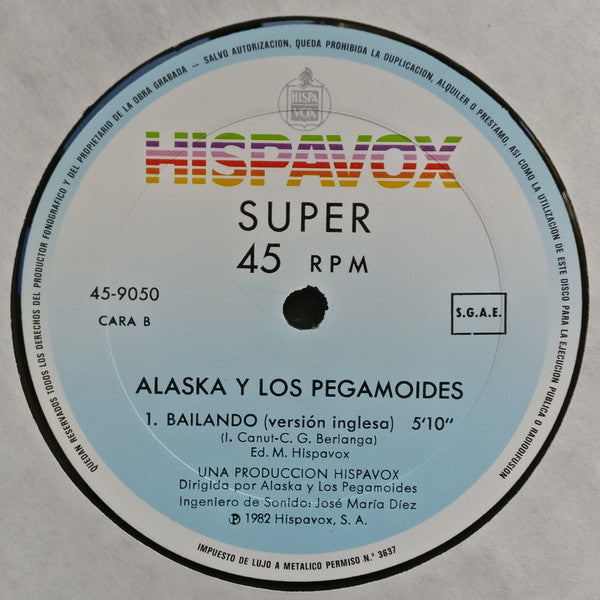 QUEDAN RESERVADOS TODOS LOS DERECHOS DEL PRODUCTOR FONOGRAFICO Y DEL PROPIETARIO DE LA OBRA GRABADA – SALVO AUTORIZACION, QUEDA PROHIBIDA LA DUPLICACION, ALQUILER O PRESTAMO, ASI COMO LA UTILIZACION DE ESTE DISCO PARA LA EJECUCION PUBLICA O RADIODIFUSION
HISPA
VOX
HISPAVOX
SUPER
45 RPM
45-9050
CARA B
S.G.A.E.
ALASKA Y LOS PEGAMOIDES
1. BAILANDO (versión inglesa) 5'10"
(I. Canut-C. G. Berlanga)
Ed. M. Hispavox
UNA PRODUCCION HISPAVOX
Dirigida por Alaska y Los Pegamoides
Ingeniero de Sonido: José María Díez
℗ 1982 Hispavox, S. A.
IMPUESTO DE LUJO A METALICO PERMISO N.º 3637